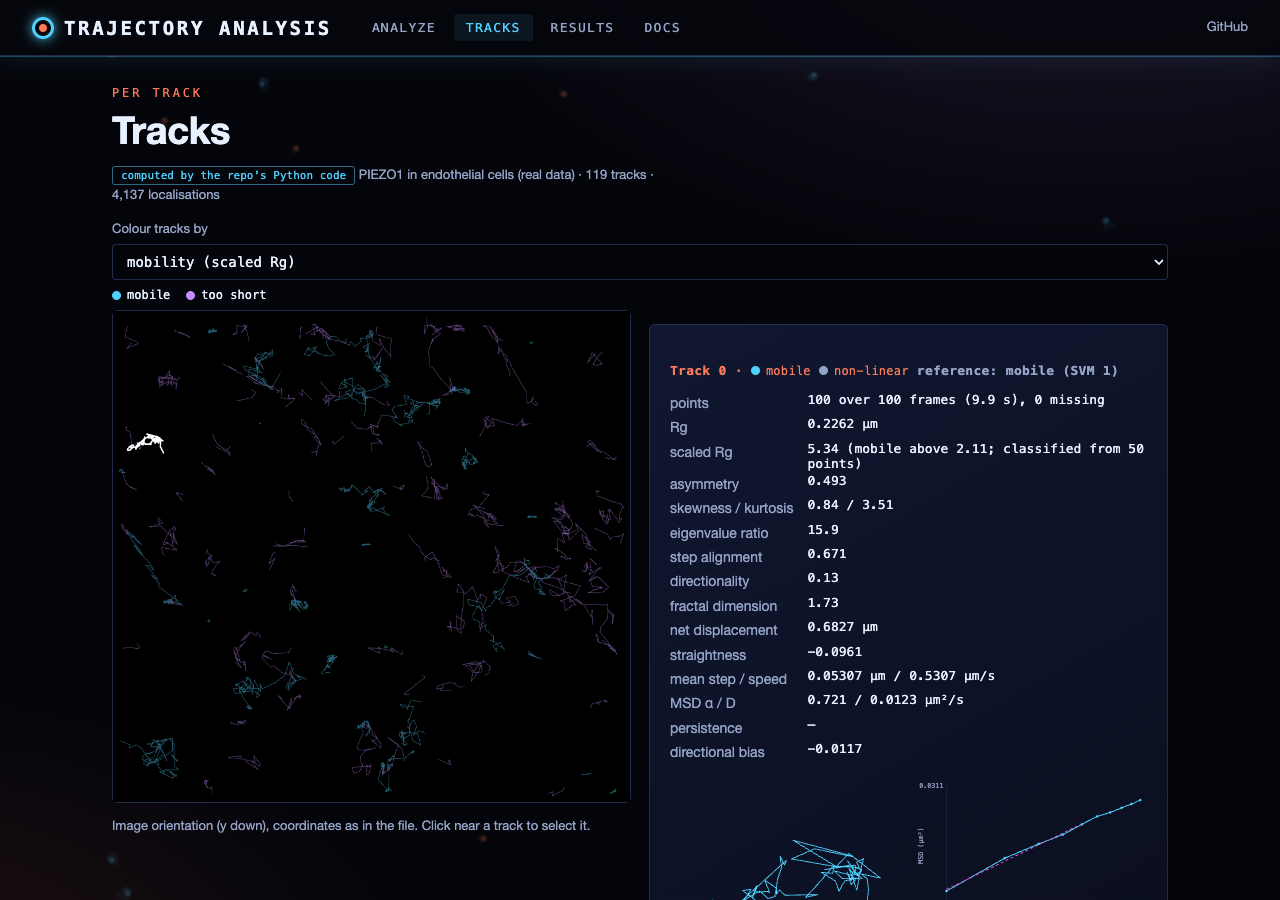 TRAJECTORY ANALYSIS ANALYZE TRACKS RESULTS DOCS GitHub
PER TRACK
Tracks
computed by the repo's Python code PIEZO1 in endothelial cells (real data) · 119 tracks ·
4,137 localisations
Colour tracks by
mobility (scaled Rg)
mobile too short
Track 0 · mobile non-linear reference: mobile (SVM 1)
points 100 over 100 frames (9.9 s), 0 missing
Rg 0.2262 µm
scaled Rg 5.34 (mobile above 2.11; classified from 50
points)
asymmetry 0.493
skewness / kurtosis 0.84 / 3.51
eigenvalue ratio 15.9
step alignment 0.671
directionality 0.13
fractal dimension 1.73
net displacement 0.6827 µm
straightness −0.0961
mean step / speed 0.05307 µm / 0.5307 µm/s
MSD α / D 0.721 / 0.0123 µm²/s
persistence –
directional bias −0.0117
0.0311
MSD (µm²)
Image orientation (y down), coordinates as in the file. Click near a track to select it.